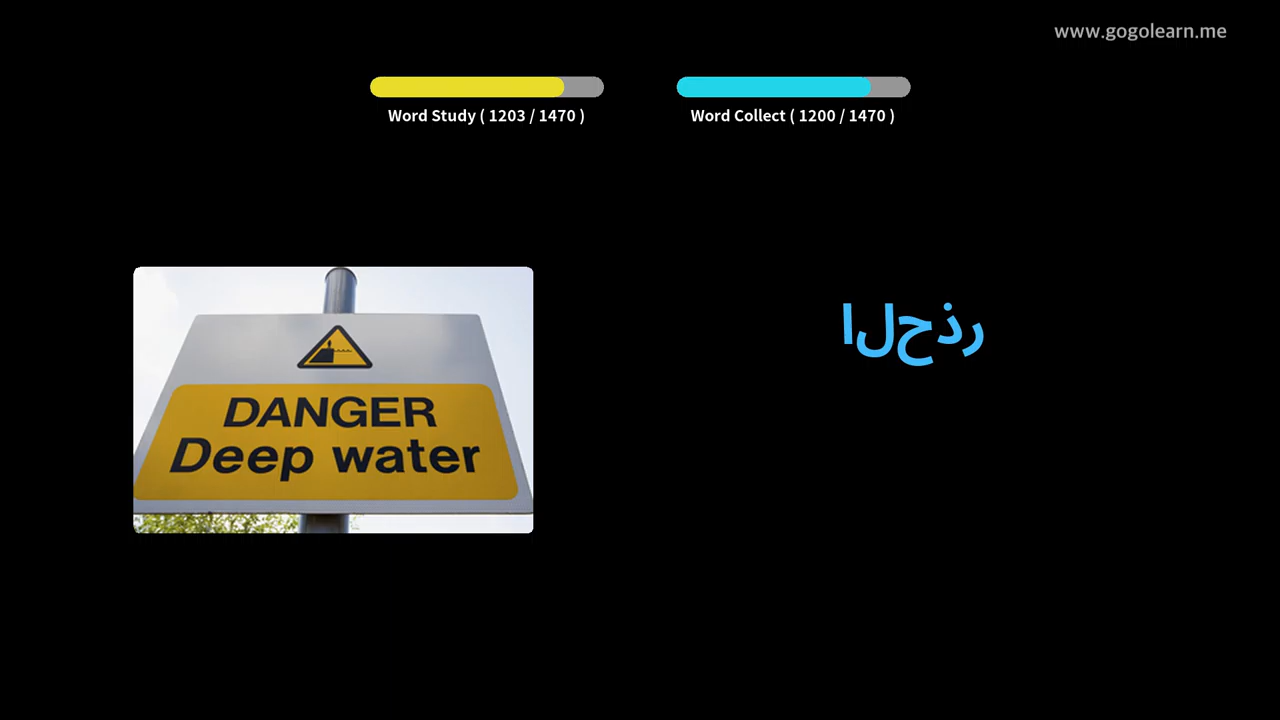 www.gogolearn.me
Word Study ( 1203 / 1470 )
Word Collect ( 1200 / 1470 )
DANGER
Deep water
الحذر